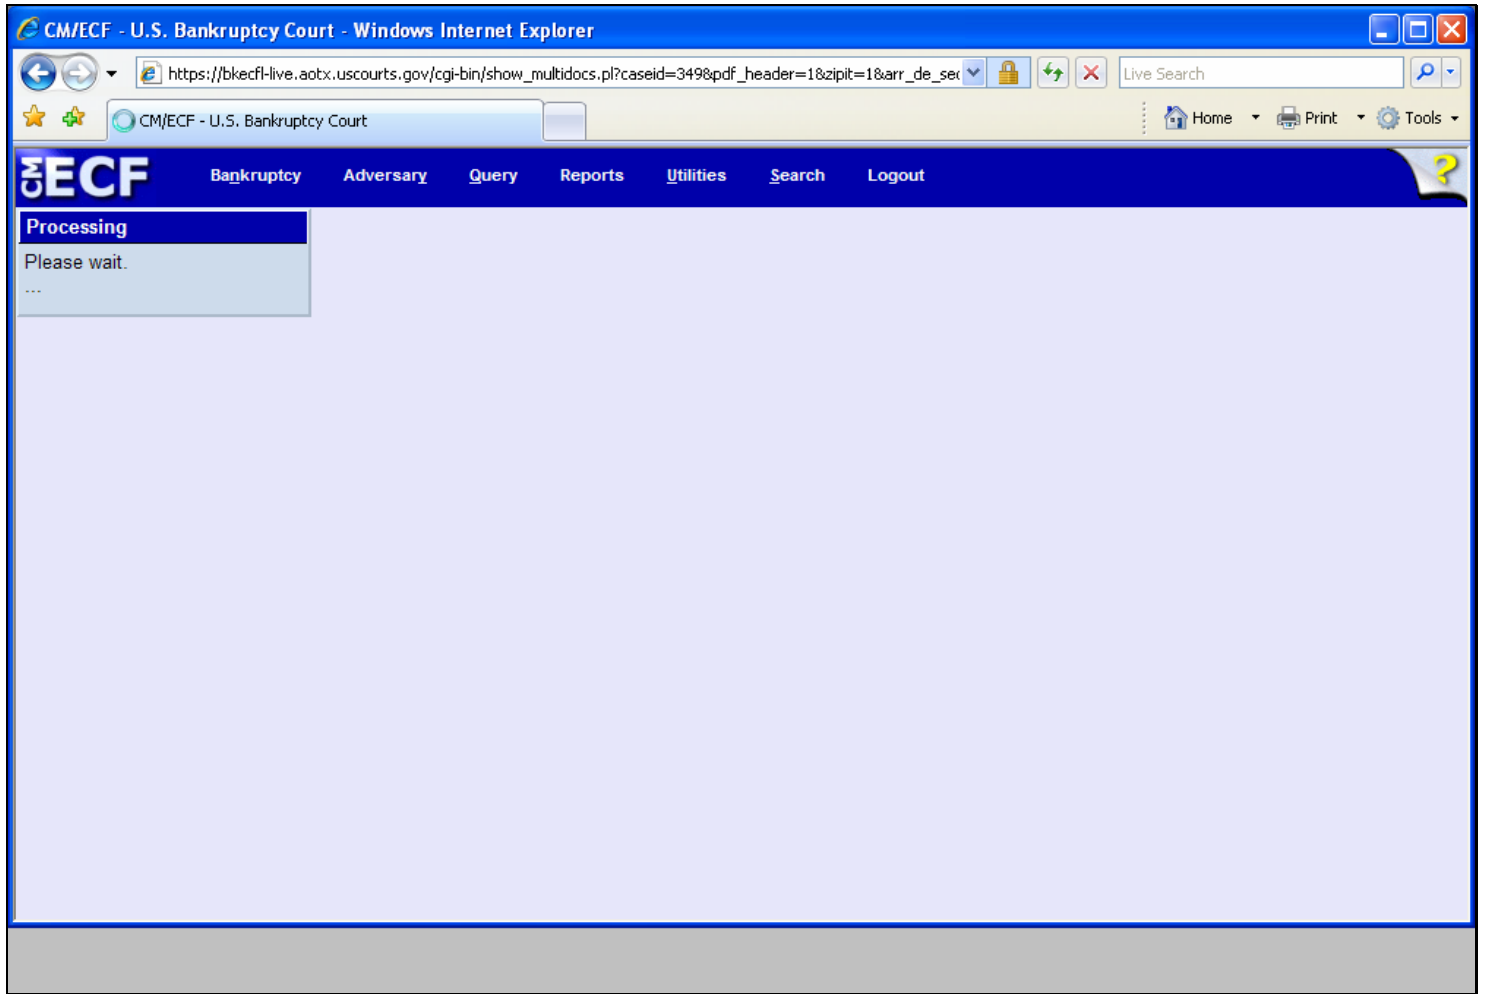 CM/ECF - U.S. Bankruptcy Court - Windows Internet Explorer
https://bkecfl-live.aotx.uscourts.gov/cgi-bin/show_multidocs.pl?caseid=349&pdf_header=1&zipit=1&arr_de_sec
Live Search
CM/ECF - U.S. Bankruptcy Court
Home Print Tools
CM ECF Bankruptcy Adversary Query Reports Utilities Search Logout ?
Processing
Please wait.
...